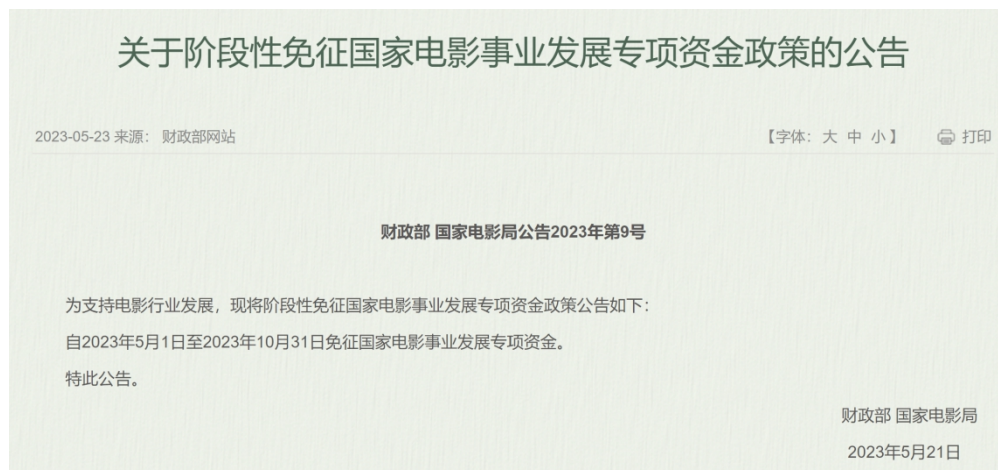 关于阶段性免征国家电影事业发展专项资金政策的公告
2023-05-23 来源： 财政部网站 【字体：大 中 小】 打印
财政部 国家电影局公告2023年第9号
为支持电影行业发展，现将阶段性免征国家电影事业发展专项资金政策公告如下：
自2023年5月1日至2023年10月31日免征国家电影事业发展专项资金。
特此公告。
财政部 国家电影局
2023年5月21日